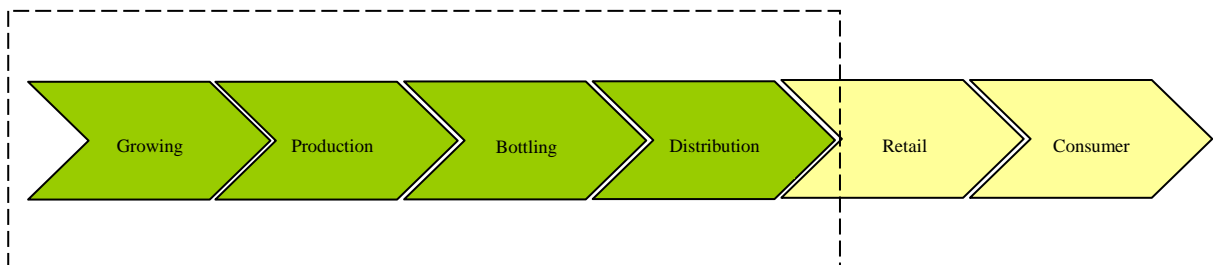 Growing
Production
Bottling
Distribution
Retail
Consumer